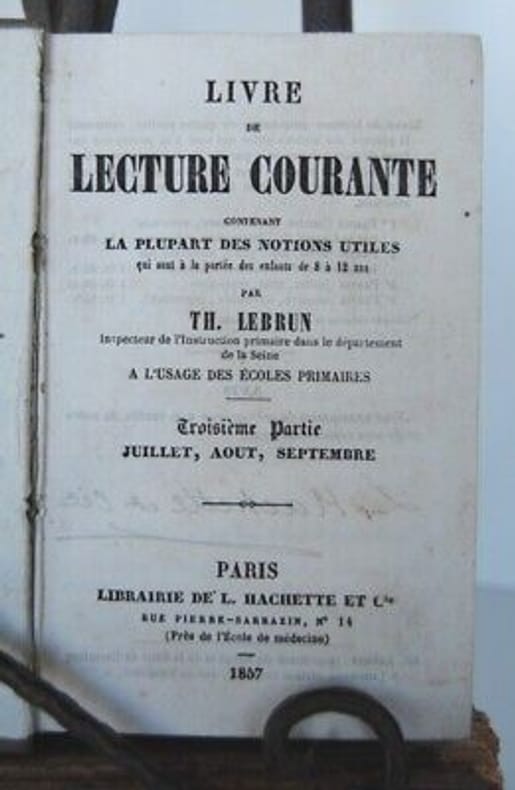 LIVRE
DE
LECTURE COURANTE
CONTENANT
LA PLUPART DES NOTIONS UTILES
qui sont à la portée des enfants de 8 à 12 ans
PAR
TH. LEBRUN
Inspecteur de l'Instruction primaire dans le département
de la Seine
A L'USAGE DES ÉCOLES PRIMAIRES
Troisième Partie
JUILLET, AOUT, SEPTEMBRE
PARIS
LIBRAIRIE DE L. HACHETTE ET Cie
RUE PIERRE-SARRAZIN, N° 14
(Près de l'École de médecine)
1857